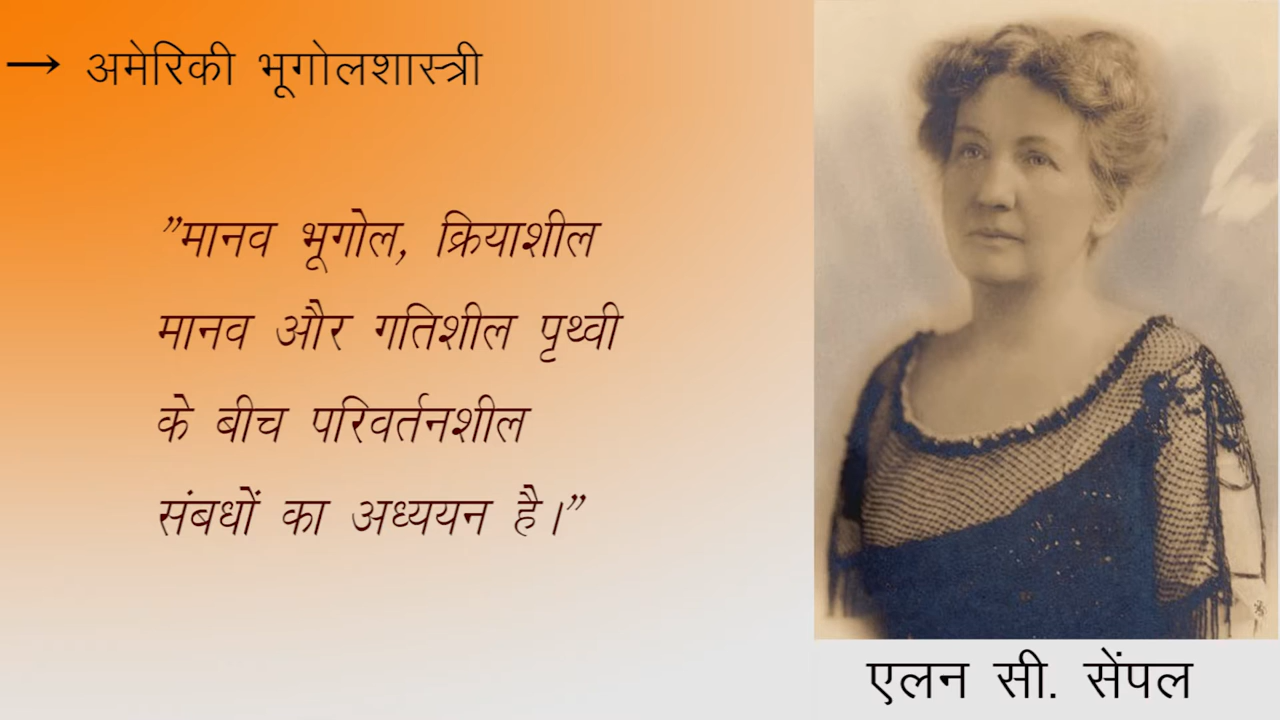 → अमेरिकी भूगोलशास्त्री
”मानव भूगोल, क्रियाशील
मानव और गतिशील पृथ्वी
के बीच परिवर्तनशील
संबधों का अध्ययन है।”
एलन सी. सेंपल